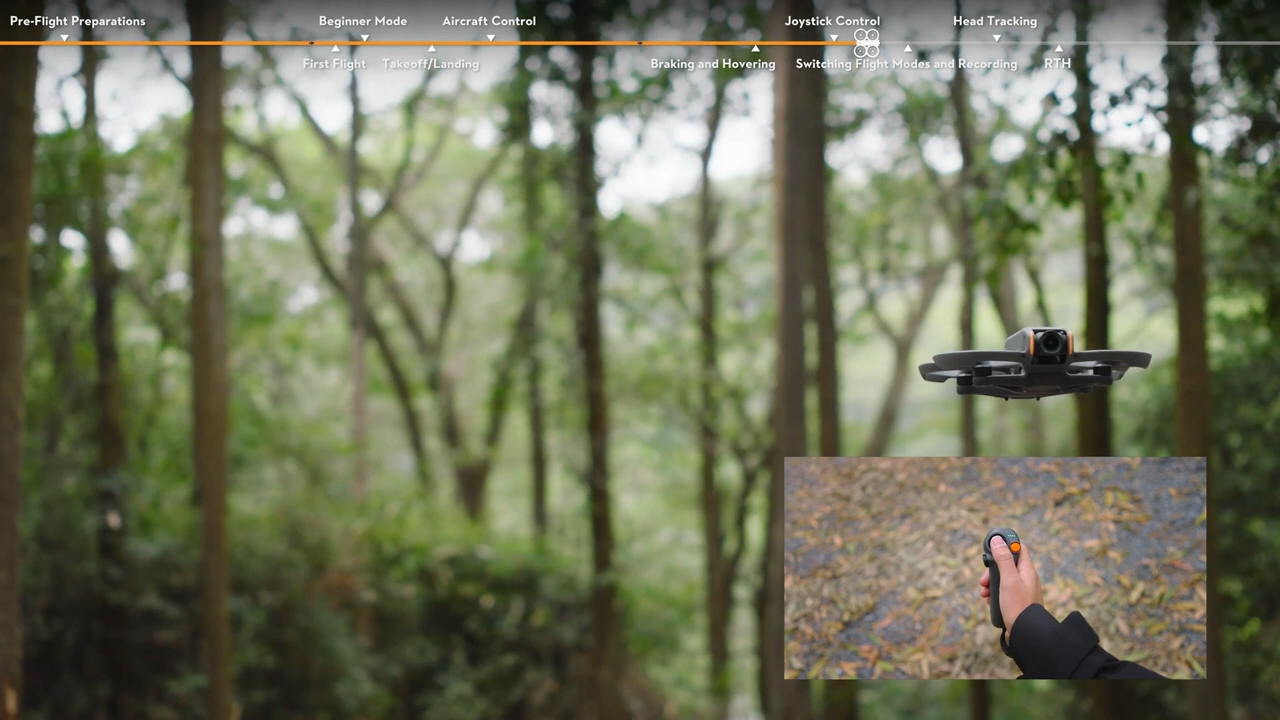 Pre-Flight Preparations
Beginner Mode
Aircraft Control
Joystick Control
Head Tracking
First Flight
Takeoff/Landing
Braking and Hovering
Switching Flight Modes and Recording
RTH